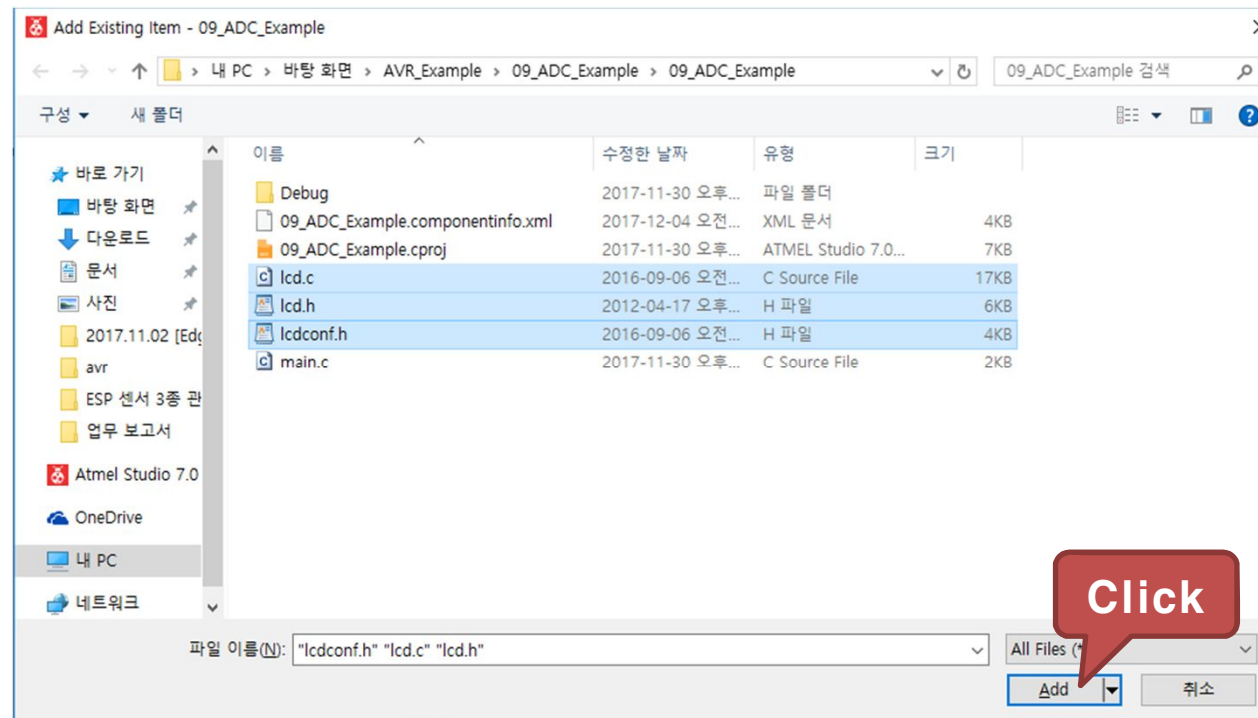 Add Existing Item - 09_ADC_Example
내 PC > 바탕 화면 > AVR_Example > 09_ADC_Example > 09_ADC_Example
09_ADC_Example 검색
구성 새 폴더
이름 수정한 날짜 유형 크기
바로 가기
바탕 화면
다운로드
문서
사진
2017.11.02 [Edg
avr
ESP 센서 3종 관
업무 보고서
Atmel Studio 7.0
OneDrive
내 PC
네트워크
Debug 2017-11-30 오후... 파일 폴더
09_ADC_Example.componentinfo.xml 2017-12-04 오전... XML 문서 4KB
09_ADC_Example.cproj 2017-11-30 오후... ATMEL Studio 7.0... 7KB
lcd.c 2016-09-06 오전... C Source File 17KB
lcd.h 2012-04-17 오후... H 파일 6KB
lcdconf.h 2016-09-06 오전... H 파일 4KB
main.c 2017-11-30 오후... C Source File 2KB
Click
파일 이름(N): "lcdconf.h" "lcd.c" "lcd.h"
All Files (*
Add 취소